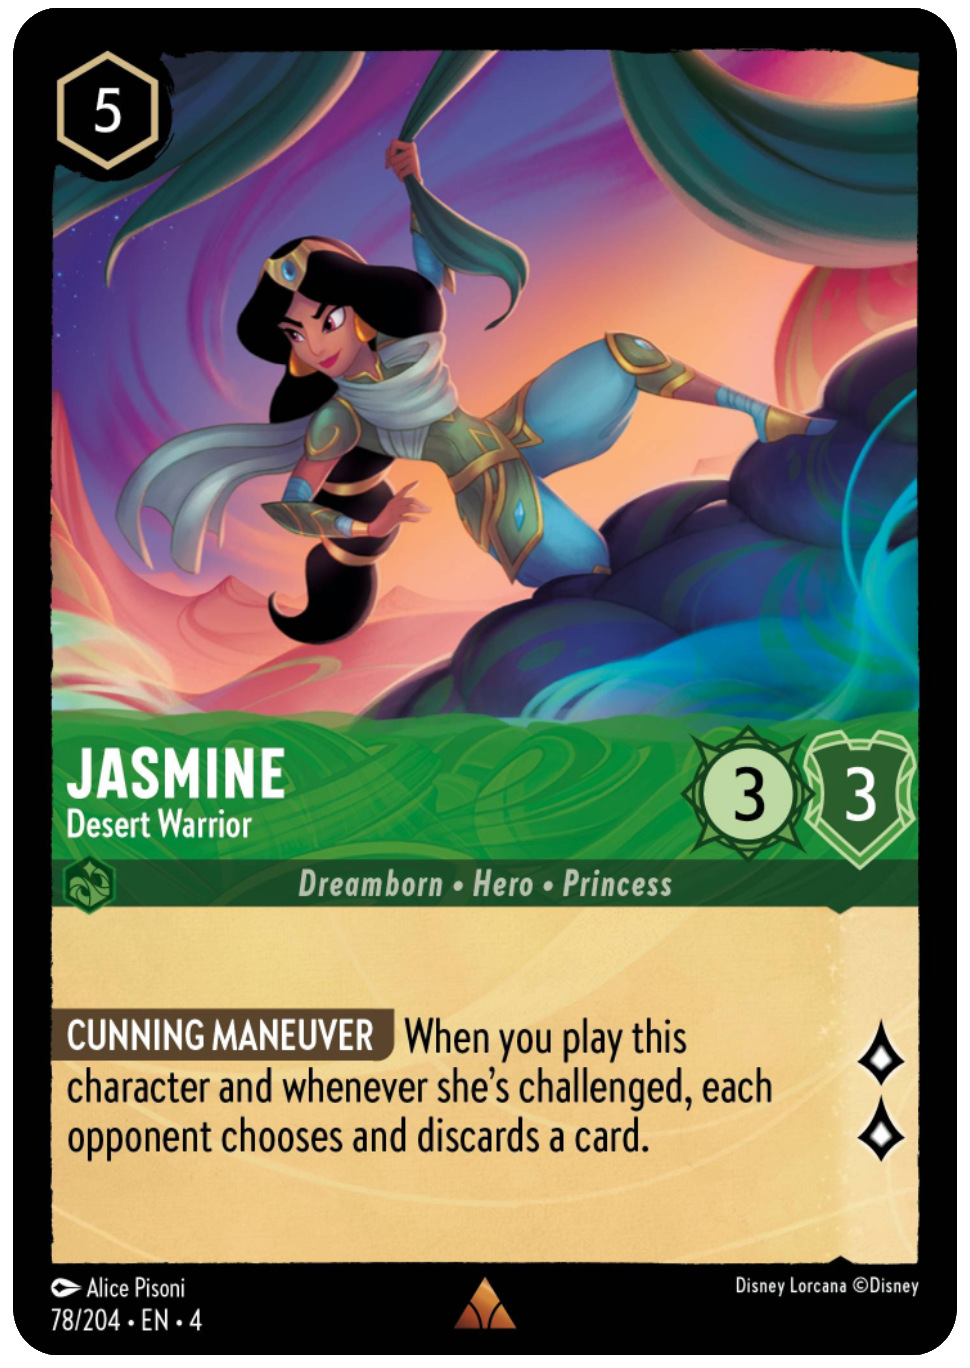 5
JASMINE
Desert Warrior
3
3
Dreamborn • Hero • Princess
CUNNING MANEUVER When you play this
character and whenever she's challenged, each
opponent chooses and discards a card.
Alice Pisoni
Disney Lorcana ©Disney
78/204 • EN • 4